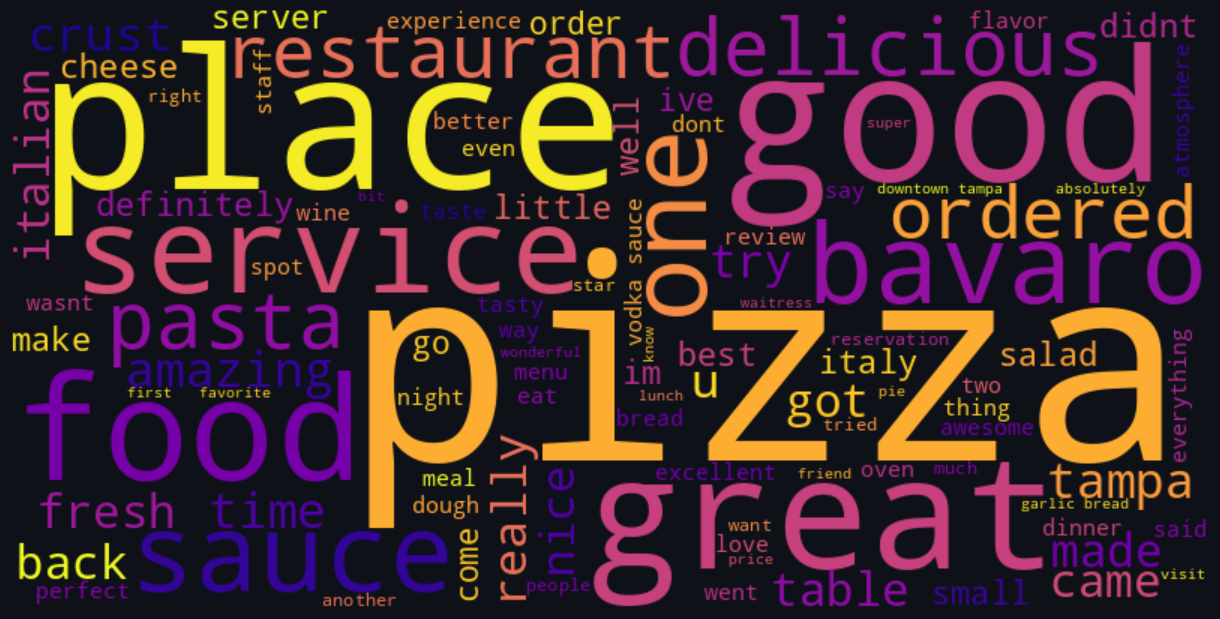 server
experience
order
flavor
didnt
crust
restaurant
delicious
cheese
staff
place
right
italian
better
even
well
ive
dont
one
good
super
atmosphere
definitely
wine
bit
taste
little
say
downtown tampa
absolutely
ordered
service
spot
star
sauce
review
try
bavaro
wasnt
pasta
tasty
vodka
waitress
make
go
way
know
pizza
best
reservation
italy
salad
everything
amazing
wonderful
menu
im
u
first
favorite
night
eat
lunch
got
pie
two
thing
food
bread
tried
awesome
meal
really
excellent
friend
oven
much
tampa
fresh
time
dough
nice
great
garlic bread
back
sauce
come
want
love
price
dinner
said
made
perfect
another
people
went
table
small
came
visit